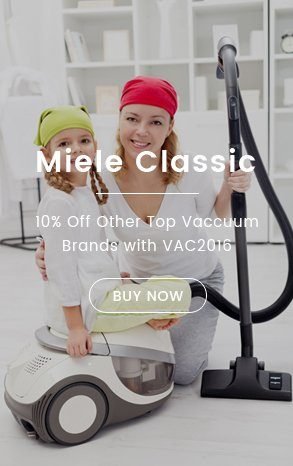 Miele Classic
10% Off Other Top Vaccuum
Brands with VAC2016
BUY NOW